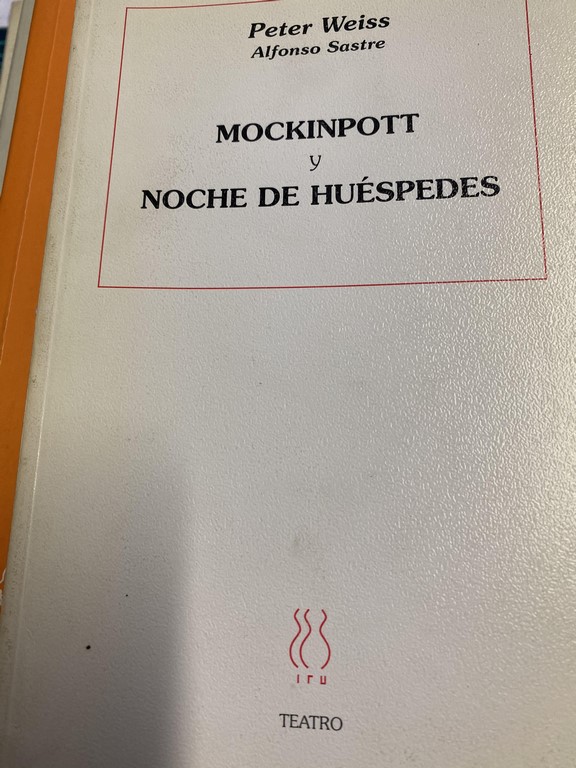 Peter Weiss
Alfonso Sastre
MOCKINPOTT
y
NOCHE DE HUÉSPEDES
iru
TEATRO